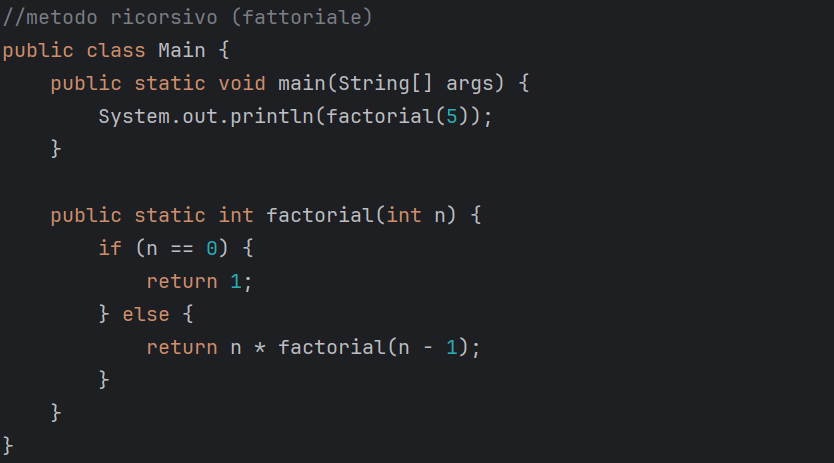 //metodo ricorsivo (fattoriale)
public class Main {
    public static void main(String[] args) {
        System.out.println(factorial(5));
    }

    public static int factorial(int n) {
        if (n == 0) {
            return 1;
        } else {
            return n * factorial(n - 1);
        }
    }
}